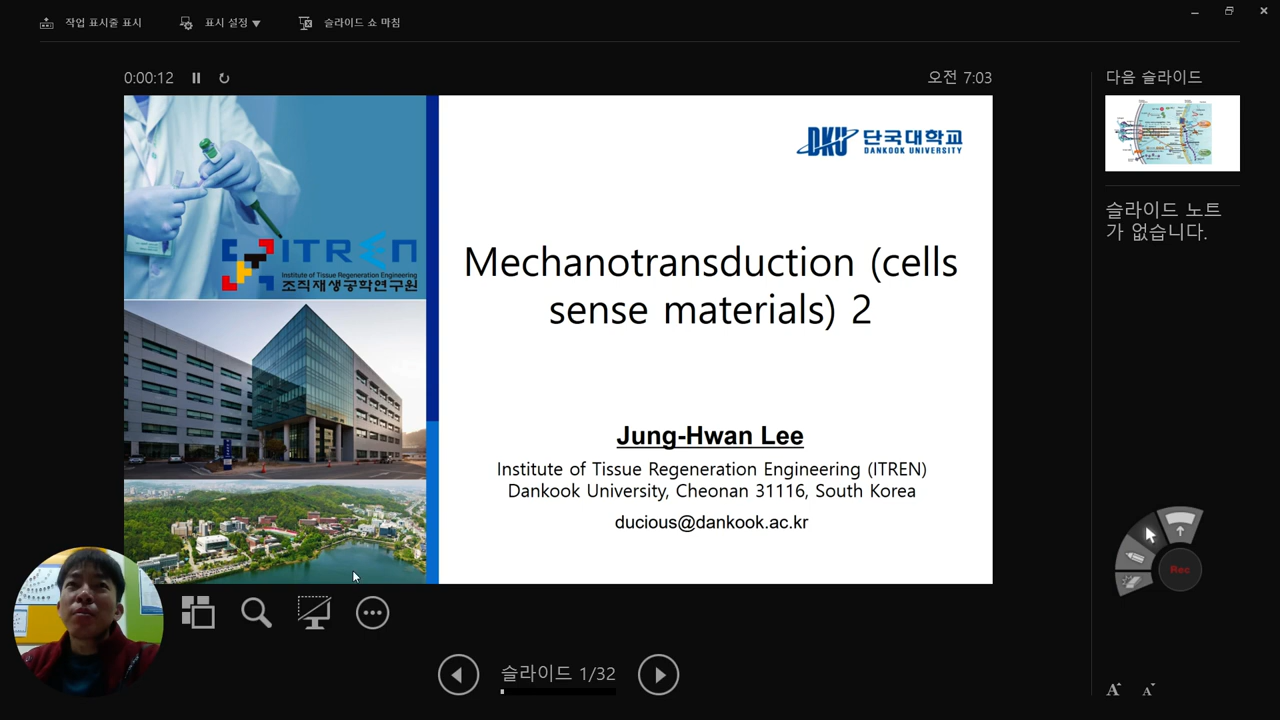 작업 표시줄 표시
표시 설정
슬라이드 쇼 마침
0:00:12
오전 7:03
다음 슬라이드
슬라이드 노트
가 없습니다.
DKU 단국대학교
DANKOOK UNIVERSITY
ITREN
Institute of Tissue Regeneration Engineering
조직재생공학연구원
Mechanotransduction (cells
sense materials) 2
Jung-Hwan Lee
Institute of Tissue Regeneration Engineering (ITREN)
Dankook University, Cheonan 31116, South Korea
ducious@dankook.ac.kr
Rec
슬라이드 1/32
A A